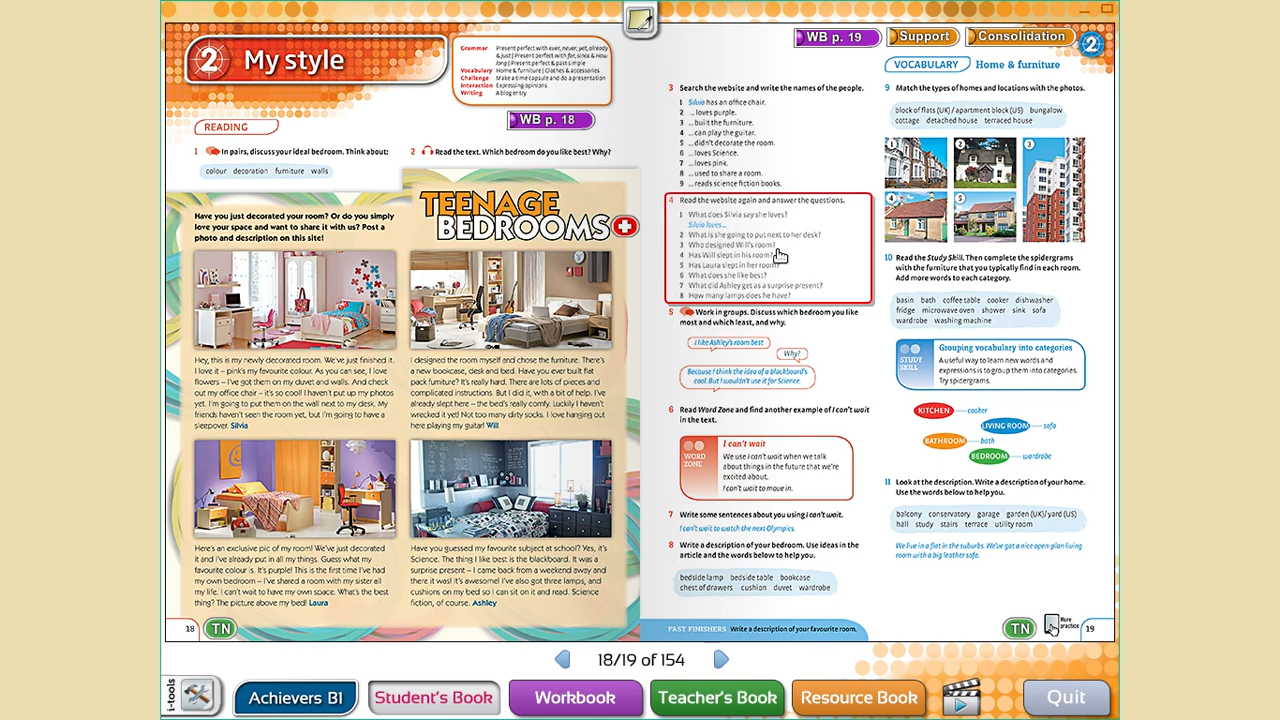 2 My style
Grammar Present perfect with ever, never, yet, already
& just | Present perfect with for, since & How
long | Present perfect & past simple
Vocabulary Home & furniture | Clothes & accessories
Challenge Make a time capsule and do a presentation
Interaction Expressing opinions
Writing A blog entry
WB p. 18
READING
1 In pairs, discuss your ideal bedroom. Think about:
colour decoration furniture walls
2 Read the text. Which bedroom do you like best? Why?
TEENAGE
BEDROOMS
Have you just decorated your room? Or do you simply
love your space and want to share it with us? Post a
photo and description on this site!
Hey, this is my newly decorated room. We've just finished it.
I love it – pink's my favourite colour. As you can see, I love
flowers – I've got them on my duvet and walls. And check
out my office chair – it's so cool! I haven't put up my photos
yet. I'm going to put them on the wall next to my desk. My
friends haven't seen the room yet, but I'm going to have a
sleepover. Silvia
I designed the room myself and chose the furniture. There's
a new bookcase, desk and bed. Have you ever built flat
pack furniture? It's really hard. There are lots of pieces and
complicated instructions. But I did it, with a bit of help. I've
already slept here – the bed's really comfy. Luckily I haven't
wrecked it yet! Not too many dirty socks. I love hanging out
here playing my guitar! Will
Here's an exclusive pic of my room! We've just decorated
it and I've already put in all my things. Guess what my
favourite colour is. It's purple! This is the first time I've had
my own bedroom – I've shared a room with my sister all
my life. I can't wait to have my own space. What's the best
thing? The picture above my bed! Laura
Have you guessed my favourite subject at school? Yes, it's
Science. The thing I like best is the blackboard. It was a
surprise present – I came back from a weekend away and
there it was! It's awesome! I've also got three lamps, and
cushions on my bed so I can sit on it and read. Science
fiction, of course. Ashley
18
TN
WB p. 19
Support
Consolidation
2
3 Search the website and write the names of the people.
1 Silvia has an office chair.
2 ... loves purple.
3 ... built the furniture.
4 ... can play the guitar.
5 ... didn't decorate the room.
6 ... loves Science.
7 ... loves pink.
8 ... used to share a room.
9 ... reads science fiction books.
4 Read the website again and answer the questions.
1 What does Silvia say she loves?
Silvia loves...
2 What is she going to put next to her desk?
3 Who designed Will's room?
4 Has Will slept in his room?
5 Has Laura slept in her room?
6 What does she like best?
7 What did Ashley get as a surprise present?
8 How many lamps does he have?
5 Work in groups. Discuss which bedroom you like
most and which least, and why.
I like Ashley's room best
Why?
Because I think the idea of a blackboard's
cool. But I wouldn't use it for Science.
6 Read Word Zone and find another example of I can't wait
in the text.
WORD
ZONE
I can't wait
We use I can't wait when we talk
about things in the future that we're
excited about.
I can't wait to move in.
7 Write some sentences about you using I can't wait.
I can't wait to watch the next Olympics.
8 Write a description of your bedroom. Use ideas in the
article and the words below to help you.
bedside lamp bedside table bookcase
chest of drawers cushion duvet wardrobe
FAST FINISHERS Write a description of your favourite room.
VOCABULARY Home & furniture
9 Match the types of homes and locations with the photos.
block of flats (UK) / apartment block (US) bungalow
cottage detached house terraced house
1 2 3
4 5
10 Read the Study Skill. Then complete the spidergrams
with the furniture that you typically find in each room.
Add more words to each category.
basin bath coffee table cooker dishwasher
fridge microwave oven shower sink sofa
wardrobe washing machine
STUDY
SKILL
Grouping vocabulary into categories
A useful way to learn new words and
expressions is to group them into categories.
Try spidergrams.
KITCHEN cooker
LIVING ROOM sofa
BATHROOM bath
BEDROOM wardrobe
11 Look at the description. Write a description of your home.
Use the words below to help you.
balcony conservatory garage garden (UK) / yard (US)
hall study stairs terrace utility room
We live in a flat in the suburbs. We've got a nice open-plan living
room with a big leather sofa.
TN
More
practice
19
18/19 of 154
i-tools
Achievers B1
Student's Book
Workbook
Teacher's Book
Resource Book
Quit